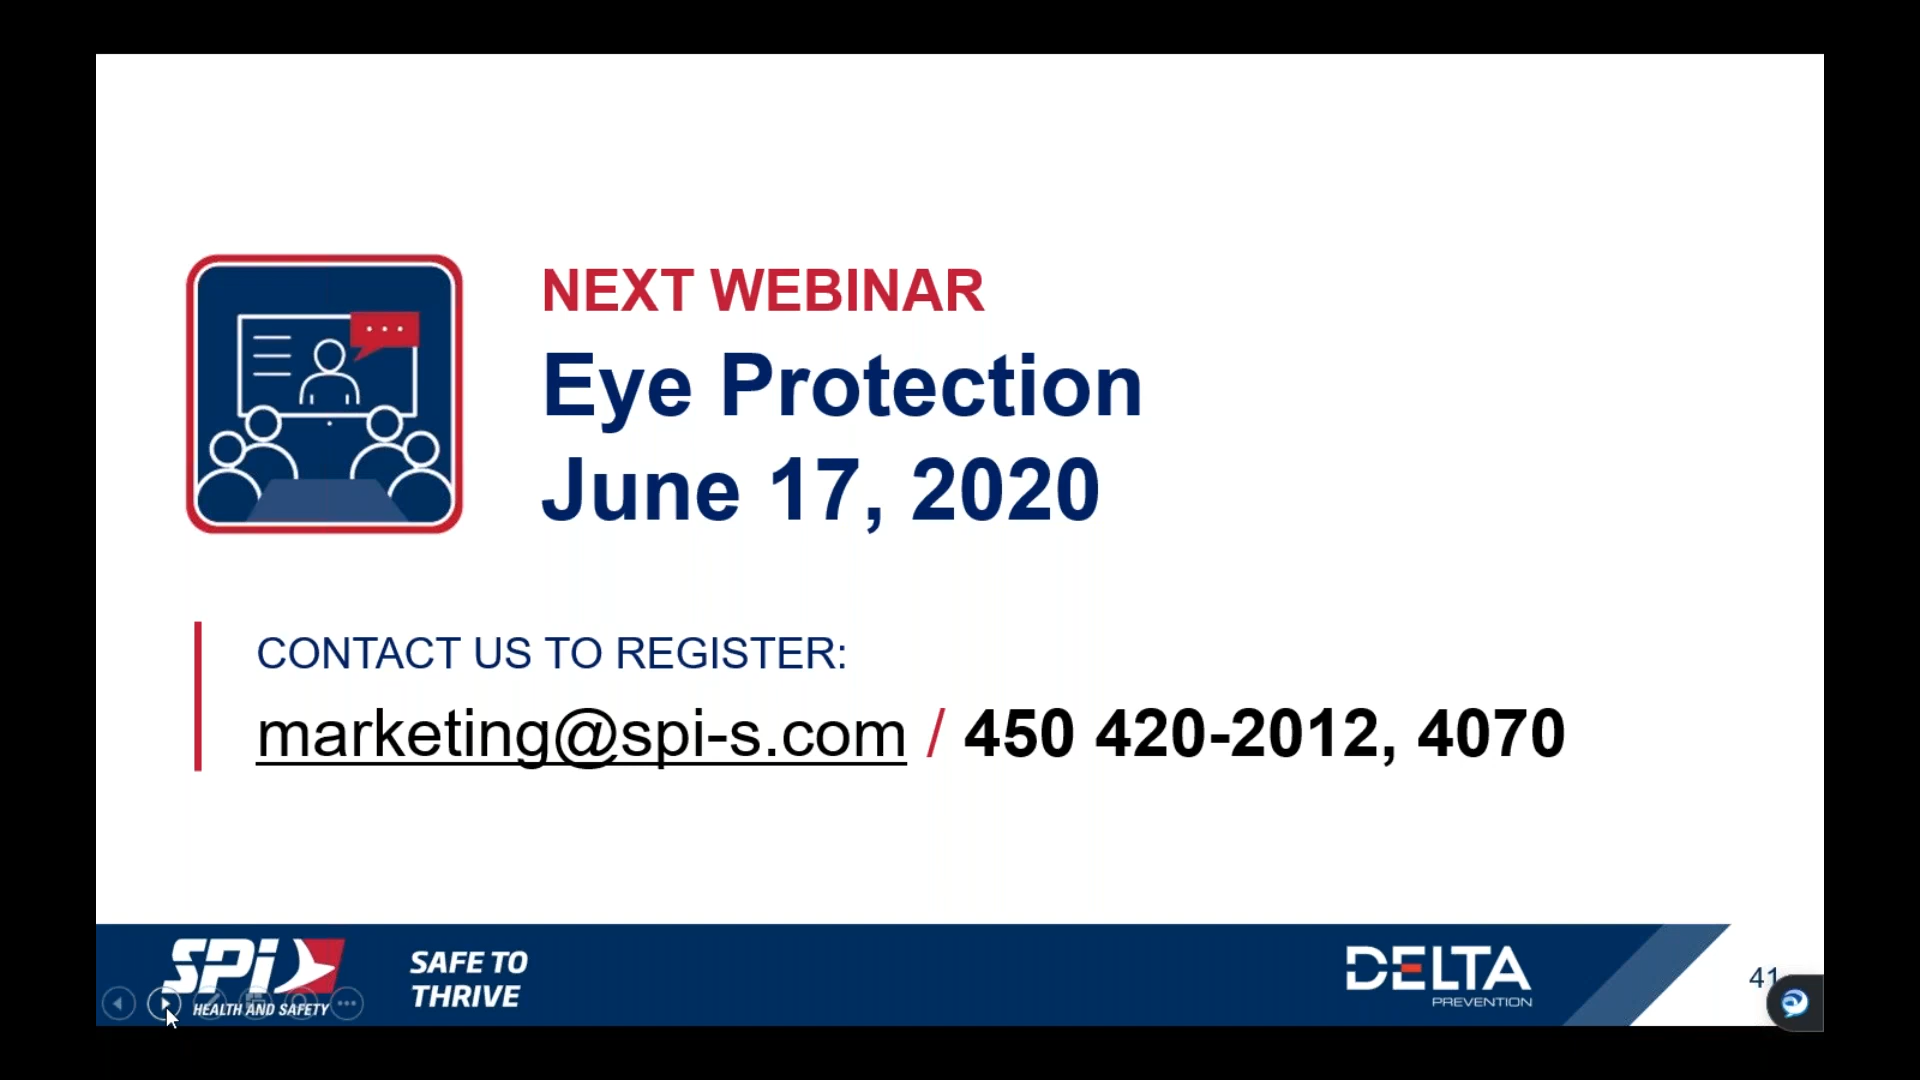 NEXT WEBINAR
Eye Protection
June 17, 2020
CONTACT US TO REGISTER:
marketing@spi-s.com / 450 420-2012, 4070
SPI
HEALTH AND SAFETY
SAFE TO
THRIVE
DELTA
PREVENTION
41